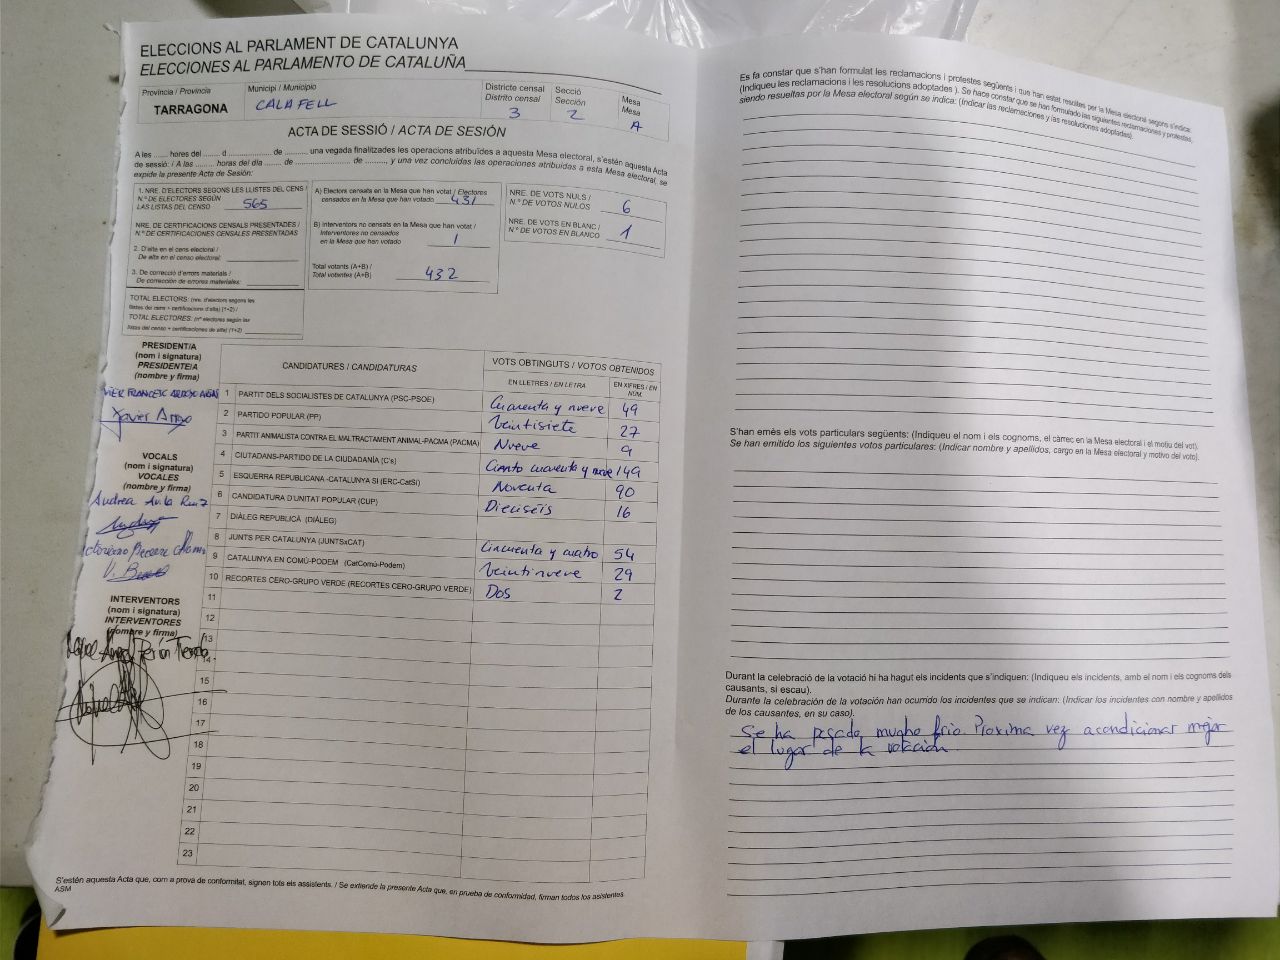 ELECCIONS AL PARLAMENT DE CATALUNYA
ELECCIONES AL PARLAMENTO DE CATALUÑA
Província / Provincia
TARRAGONA
Municipi / Municipio
CALAFELL
Districte censal
Distrito censal
3
Secció
Sección
2
Mesa
Mesa
A
ACTA DE SESSIÓ / ACTA DE SESIÓN
A les ........ hores del ....... d .................... de .......... una vegada finalitzades les operacions atribuïdes a aquesta Mesa electoral, s'estén aquesta Acta
de sessió: / A las .......... horas del día ....... de .................... de .........., y una vez concluidas las operaciones atribuidas a esta Mesa electoral, se
expide la presente Acta de Sesión:
1. NRE. D'ELECTORS SEGONS LES LLISTES DEL CENS /
N.º DE ELECTORES SEGÚN
LAS LISTAS DEL CENSO 565
NRE. DE CERTIFICACIONS CENSALS PRESENTADES /
N.º DE CERTIFICACIONES CENSALES PRESENTADAS
2. D'alta en el cens electoral /
De alta en el censo electoral:
3. De correcció d'errors materials /
De corrección de errores materiales:
TOTAL ELECTORS: (nre. d'electors segons les
llistes del cens + certificacions d'alta) (1+2) /
TOTAL ELECTORES: (nº electores según las
listas del censo + certificaciones de alta) (1+2)
A) Electors censats en la Mesa que han votat / Electores
censados en la Mesa que han votado 431
B) Interventors no censats en la Mesa que han votat /
Interventores no censados
en la Mesa que han votado 1
Total votants (A+B) /
Total votantes (A+B) 432
NRE. DE VOTS NULS /
N.º DE VOTOS NULOS 6
NRE. DE VOTS EN BLANC /
N.º DE VOTOS EN BLANCO 1
PRESIDENT/A
(nom i signatura)
PRESIDENTE/A
(nombre y firma)
Xavier Arroyo
VOCALS
(nom i signatura)
VOCALES
(nombre y firma)
Andrea Avila Ruiz
INTERVENTORS
(nom i signatura)
INTERVENTORES
(nombre y firma)
CANDIDATURES / CANDIDATURAS
VOTS OBTINGUTS / VOTOS OBTENIDOS
EN LLETRES / EN LETRA
EN XIFRES / EN NÚM.
1 PARTIT DELS SOCIALISTES DE CATALUNYA (PSC-PSOE) Cuarenta y nueve 49
2 PARTIDO POPULAR (PP) Veintisiete 27
3 PARTIT ANIMALISTA CONTRA EL MALTRACTAMENT ANIMAL-PACMA (PACMA) Nueve 9
4 CIUTADANS-PARTIDO DE LA CIUDADANÍA (C's) Ciento cuarenta y nueve 149
5 ESQUERRA REPUBLICANA -CATALUNYA SI (ERC-CatSí) Noventa 90
6 CANDIDATURA D'UNITAT POPULAR (CUP) Dieciseis 16
7 DIÀLEG REPUBLICÀ (DIÀLEG)
8 JUNTS PER CATALUNYA (JUNTSxCAT) Cincuenta y cuatro 54
9 CATALUNYA EN COMÚ-PODEM (CatComú-Podem) Veintinueve 29
10 RECORTES CERO-GRUPO VERDE (RECORTES CERO-GRUPO VERDE) Dos 2
11
12
13
14
15
16
17
18
19
20
21
22
23
S'estén aquesta Acta que, com a prova de conformitat, signen tots els assistents. / Se extiende la presente Acta que, en prueba de conformidad, firman todos los asistentes.
ASM
Es fa constar que s'han formulat les reclamacions i protestes següents i que han estat resoltes per la Mesa electoral segons s'indica:
(Indiqueu les reclamacions i les resolucions adoptades ). Se hace constar que se han formulado las siguientes reclamaciones y protestas,
siendo resueltas por la Mesa electoral según se indica: (Indicar las reclamaciones y las resoluciones adoptadas).
S'han emès els vots particulars següents: (Indiqueu el nom i els cognoms, el càrrec en la Mesa electoral i el motiu del vot).
Se han emitido los siguientes votos particulares: (Indicar nombre y apellidos, cargo en la Mesa electoral y motivo del voto).
Durant la celebració de la votació hi ha hagut els incidents que s'indiquen: (Indiqueu els incidents, amb el nom i els cognoms dels
causants, si escau).
Durante la celebración de la votación han ocurrido los incidentes que se indican: (Indicar los incidentes con nombre y apellidos
de los causantes, en su caso).
Se ha pasado mucho frio. Proxima vez acondicionar mejor
el lugar de la votación.